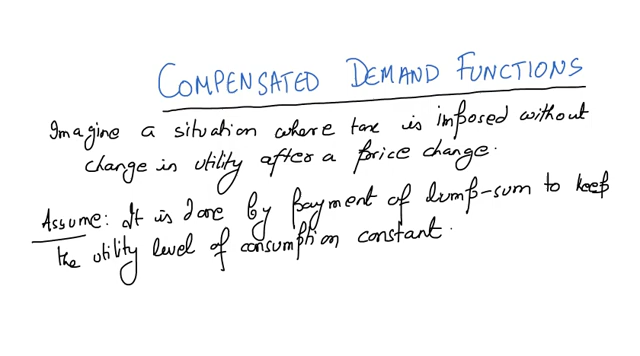 COMPENSATED DEMAND FUNCTIONS
Imagine a situation where tax is imposed without
change in utility after a price change.
Assume: It is done by payment of lump-sum to keep
the utility level of consumption constant.